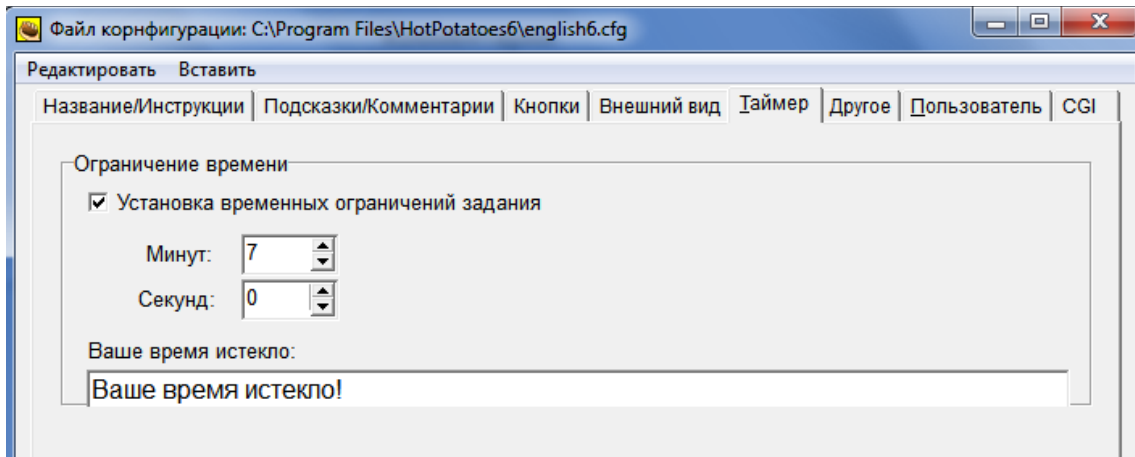 Файл корнфигурации: C:\Program Files\HotPotatoes6\english6.cfg
Редактировать Вставить
Название/Инструкции Подсказки/Комментарии Кнопки Внешний вид Таймер Другое Пользователь CGI
Ограничение времени
Установка временных ограничений задания
Минут: 7
Секунд: 0
Ваше время истекло:
Ваше время истекло!